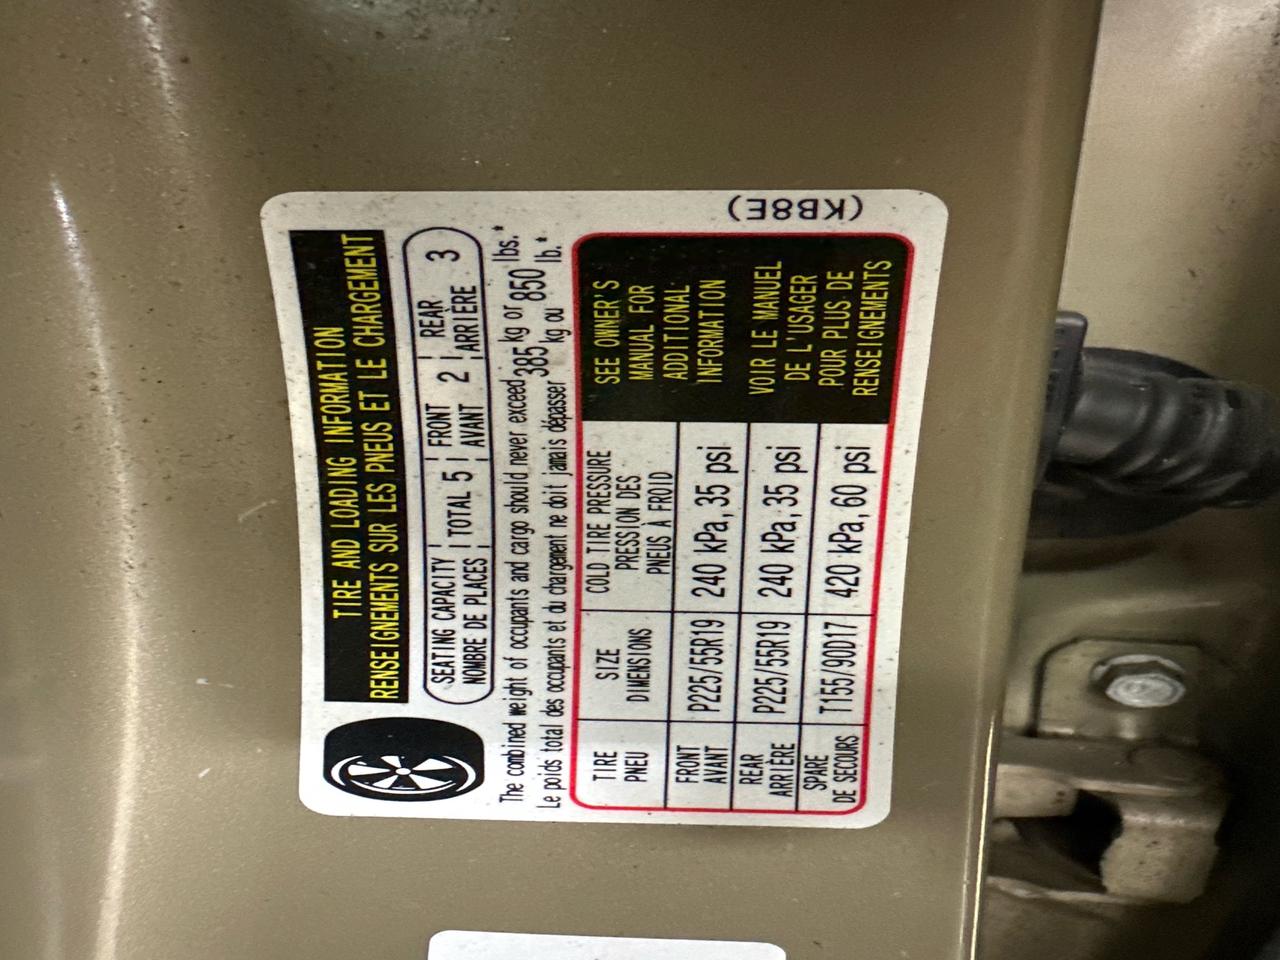 TIRE AND LOADING INFORMATION
RENSEIGNEMENTS SUR LES PNEUS ET LE CHARGEMENT
SEATING CAPACITY | TOTAL 5 | FRONT 2 | REAR 3
NOMBRE DE PLACES | AVANT | ARRIÈRE
The combined weight of occupants and cargo should never exceed 385 kg or 850 lbs.*
Le poids total des occupants et du chargement ne doit jamais dépasser kg ou lb.*
TIRE SIZE COLD TIRE PRESSURE
PNEU DIMENSIONS PRESSION DES
PNEUS À FROID
FRONT P225/55R19 240 kPa, 35 psi
AVANT
REAR P225/55R19 240 kPa, 35 psi
ARRIÈRE
SPARE T155/90D17 420 kPa, 60 psi
DE SECOURS
SEE OWNER'S
MANUAL FOR
ADDITIONAL
INFORMATION
VOIR LE MANUEL
DE L'USAGER
POUR PLUS DE
RENSEIGNEMENTS
(KB8E)